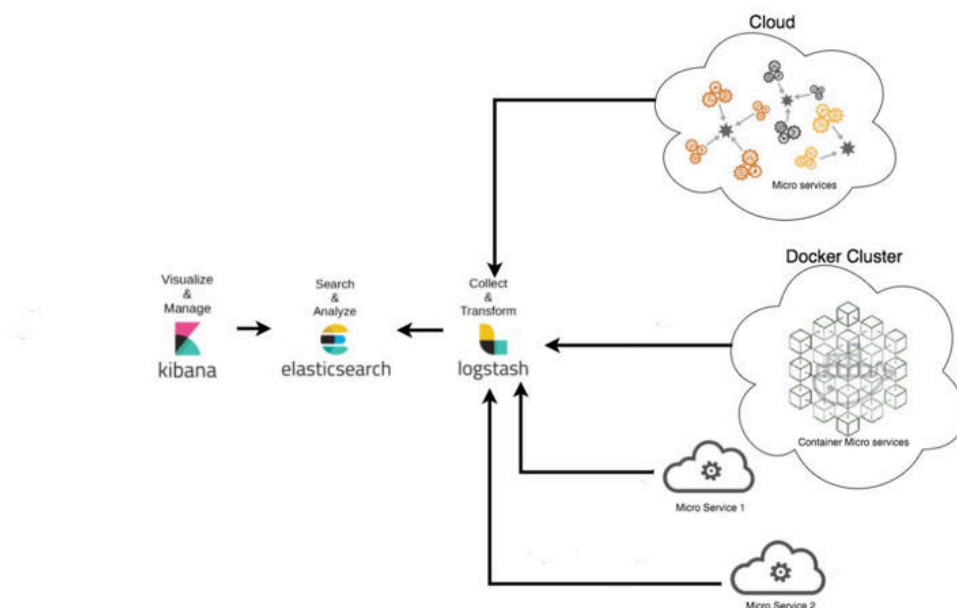 Cloud
Micro services
Docker Cluster
Container Micro services
Visualize
&
Manage
kibana
Search
&
Analyze
elasticsearch
Collect
&
Transform
logstash
Micro Service 1
Micro Service 2